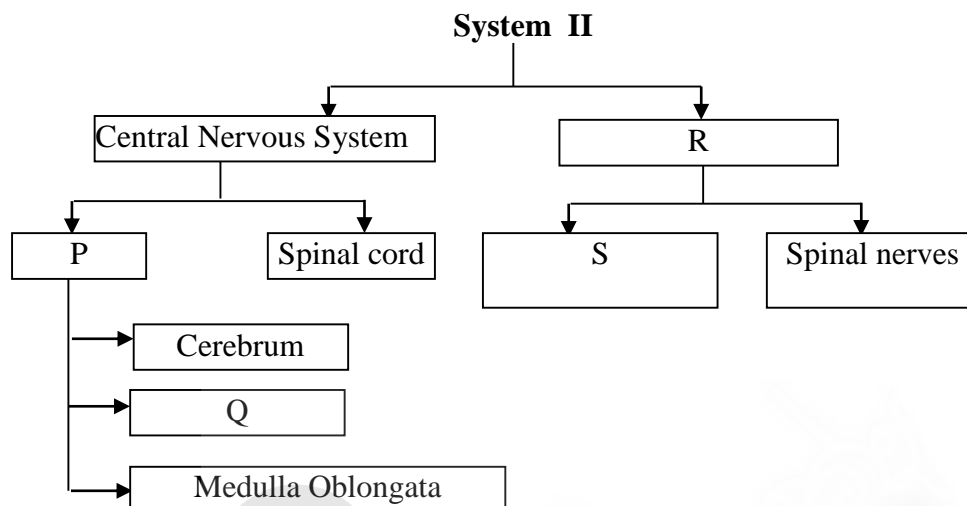 System II
Central Nervous System
R
P
Spinal cord
S
Spinal nerves
Cerebrum
Q
Medulla Oblongata